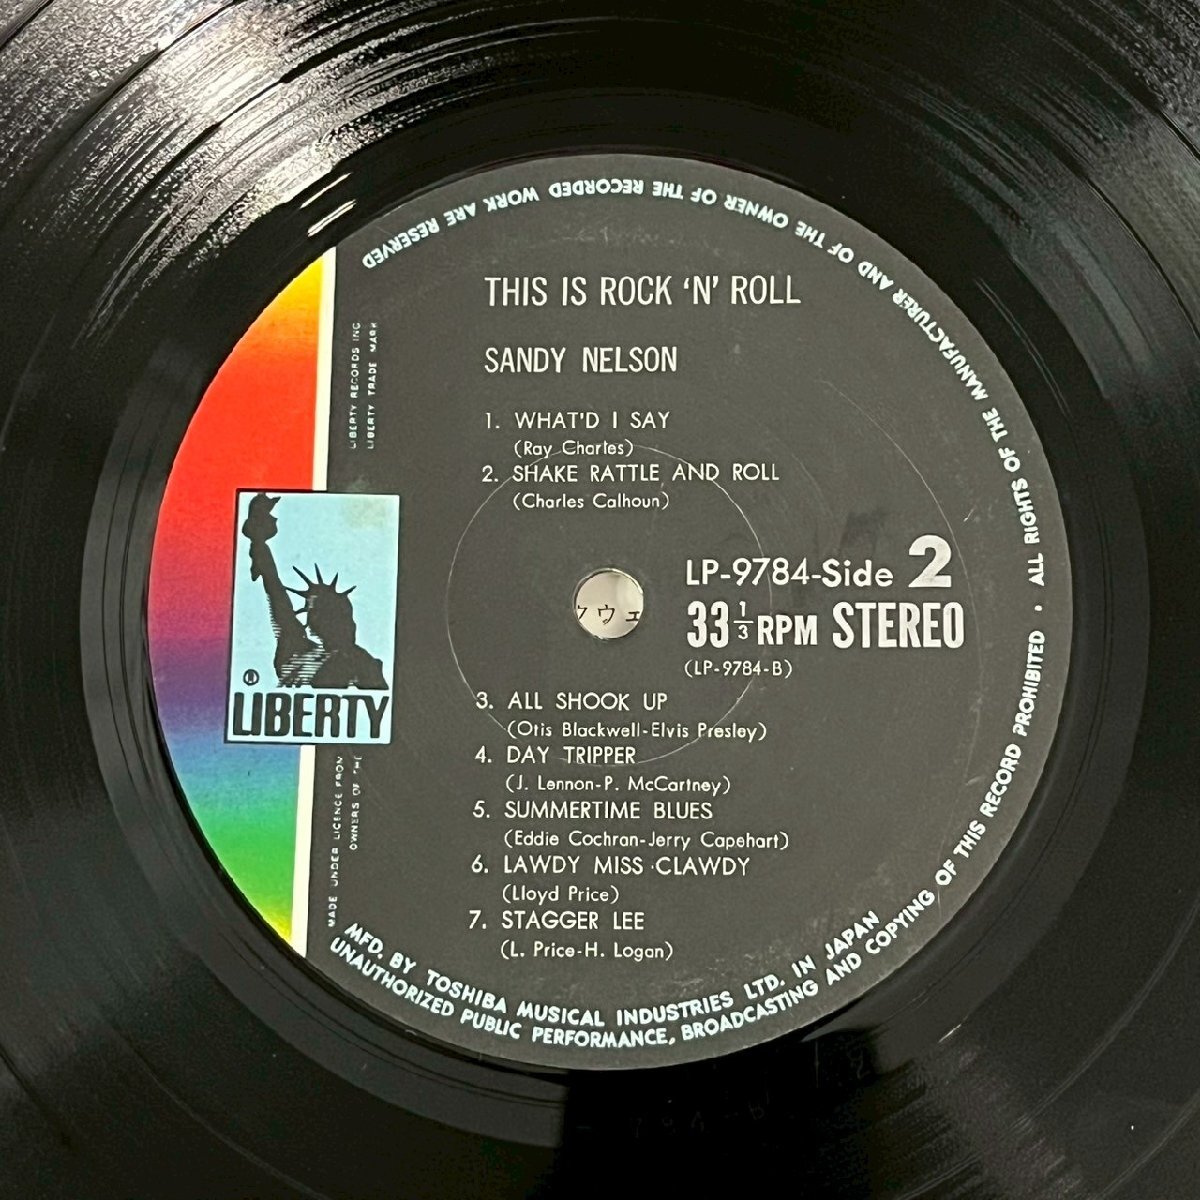 THIS IS ROCK ‘N’ ROLL
SANDY NELSON
1. WHAT'D I SAY
(Ray Charles)
2. SHAKE RATTLE AND ROLL
(Charles Calhoun)
LP-9784-Side 2
33 1/3 RPM STEREO
(LP-9784-B)
3. ALL SHOOK UP
(Otis Blackwell-Elvis Presley)
4. DAY TRIPPER
(J. Lennon-P. McCartney)
5. SUMMERTIME BLUES
(Eddie Cochran-Jerry Capehart)
6. LAWDY MISS CLAWDY
(Lloyd Price)
7. STAGGER LEE
(L. Price-H. Logan)
LIBERTY RECORDS INC
LIBERTY TRADE MARK
L
LIBERTY
MADE UNDER LICENCE FROM
OWNERS OF THE
MFD. BY TOSHIBA MUSICAL INDUSTRIES LTD. IN JAPAN
UNAUTHORIZED PUBLIC PERFORMANCE, BROADCASTING AND COPYING OF THIS RECORD PROHIBITED • ALL RIGHTS OF THE MANUFACTURER AND OF THE OWNER OF THE RECORDED WORK ARE RESERVED
ウェ